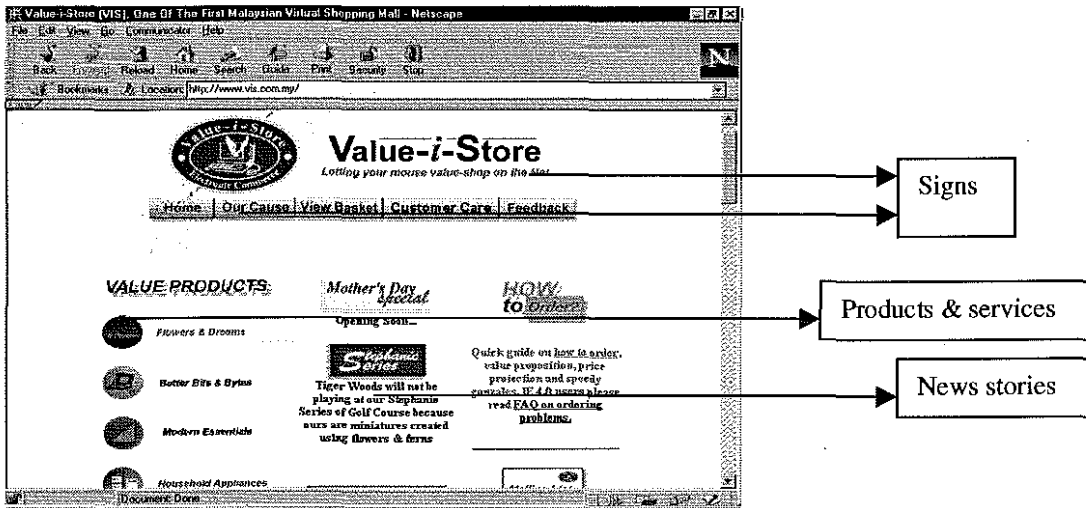 Value-i-Store (VIS), One Of The First Malaysian Virtual Shopping Mall - Netscape
File Edit View Go Communicator Help
Back Forward Reload Home Search Guide Print Security Stop
N
Bookmarks Location: http://www.vis.com.my/
Value-i-Store
Electronic Commerce
Value-i-Store
Letting your mouse value-shop on the Net
Home Our Cause View Basket Customer Care Feedback
Signs
VALUE PRODUCTS
Flowers & Dreams
Better Bits & Bytes
Modern Essentials
Household Appliances
Mother's Day
special
Opening Soon...
Stephanie
Series
Tiger Woods will not be
playing at our Stephanie
Series of Golf Course because
ours are miniatures created
using flowers & ferns
HOW
to Order?
Quick guide on how to order,
value proposition, price
protection and speedy
gonzales. IE 4.0 users please
read FAQ on ordering
problems.
Products & services
News stories
Document: Done